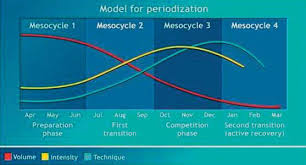 Model for periodization
Mesocycle 1 Mesocycle 2 Mesocycle 3 Mesocycle 4
Apr May Jun Jul Aug Sep Oct Nov Dec Jan Feb Mar
Preparation First Competition Second transition
phase transition phase (active recovery)
Volume Intensity Technique